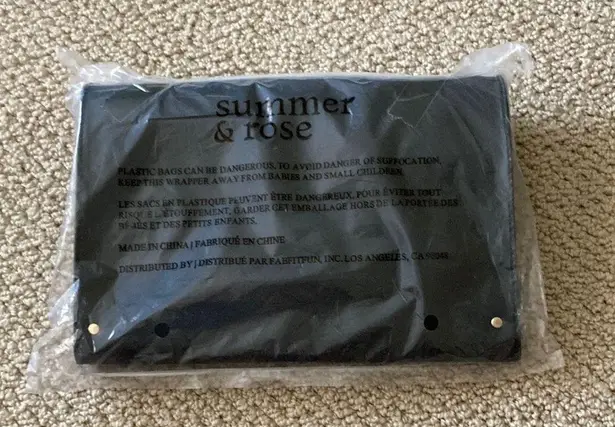 summer
& rose
PLASTIC BAGS CAN BE DANGEROUS, TO AVOID DANGER OF SUFFOCATION,
KEEP THIS WRAPPER AWAY FROM BABIES AND SMALL CHILDREN.
LES SACS EN PLASTIQUE PEUVENT ÊTRE DANGEREUX, POUR ÉVITER TOUT
RISQUE D'ÉTOUFFEMENT, GARDER CET EMBALLAGE HORS DE LA PORTÉE DES
BÉBÉS ET DES PETITS ENFANTS.
MADE IN CHINA | FABRIQUÉ EN CHINE
DISTRIBUTED BY | DISTRIBUÉ PAR FABFITFUN, INC. LOS ANGELES, CA